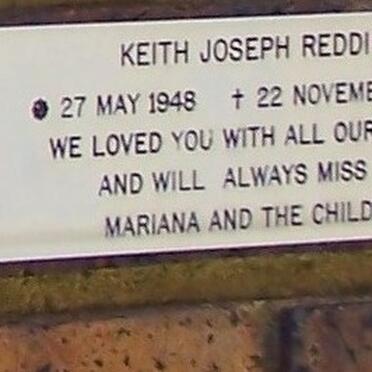 KEITH JOSEPH REDDI
* 27 MAY 1948 † 22 NOVEME
WE LOVED YOU WITH ALL OUR
AND WILL ALWAYS MISS
MARIANA AND THE CHILD